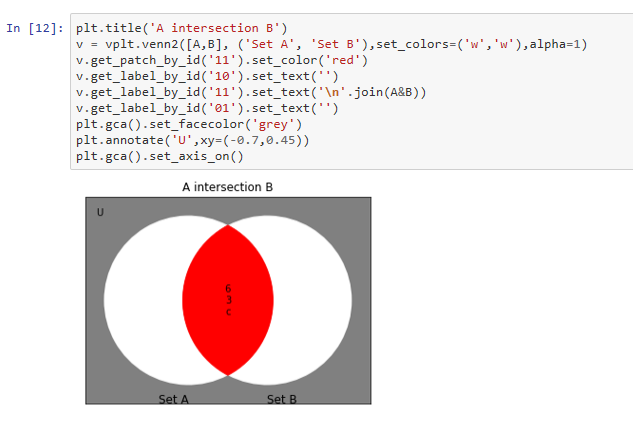 In [12]:
plt.title('A intersection B')
v = vplt.venn2([A,B], ('Set A', 'Set B'),set_colors=('w','w'),alpha=1)
v.get_patch_by_id('11').set_color('red')
v.get_label_by_id('10').set_text('')
v.get_label_by_id('11').set_text('\n'.join(A&B))
v.get_label_by_id('01').set_text('')
plt.gca().set_facecolor('grey')
plt.annotate('U',xy=(-0.7,0.45))
plt.gca().set_axis_on()
A intersection B
U
6
3
c
Set A Set B